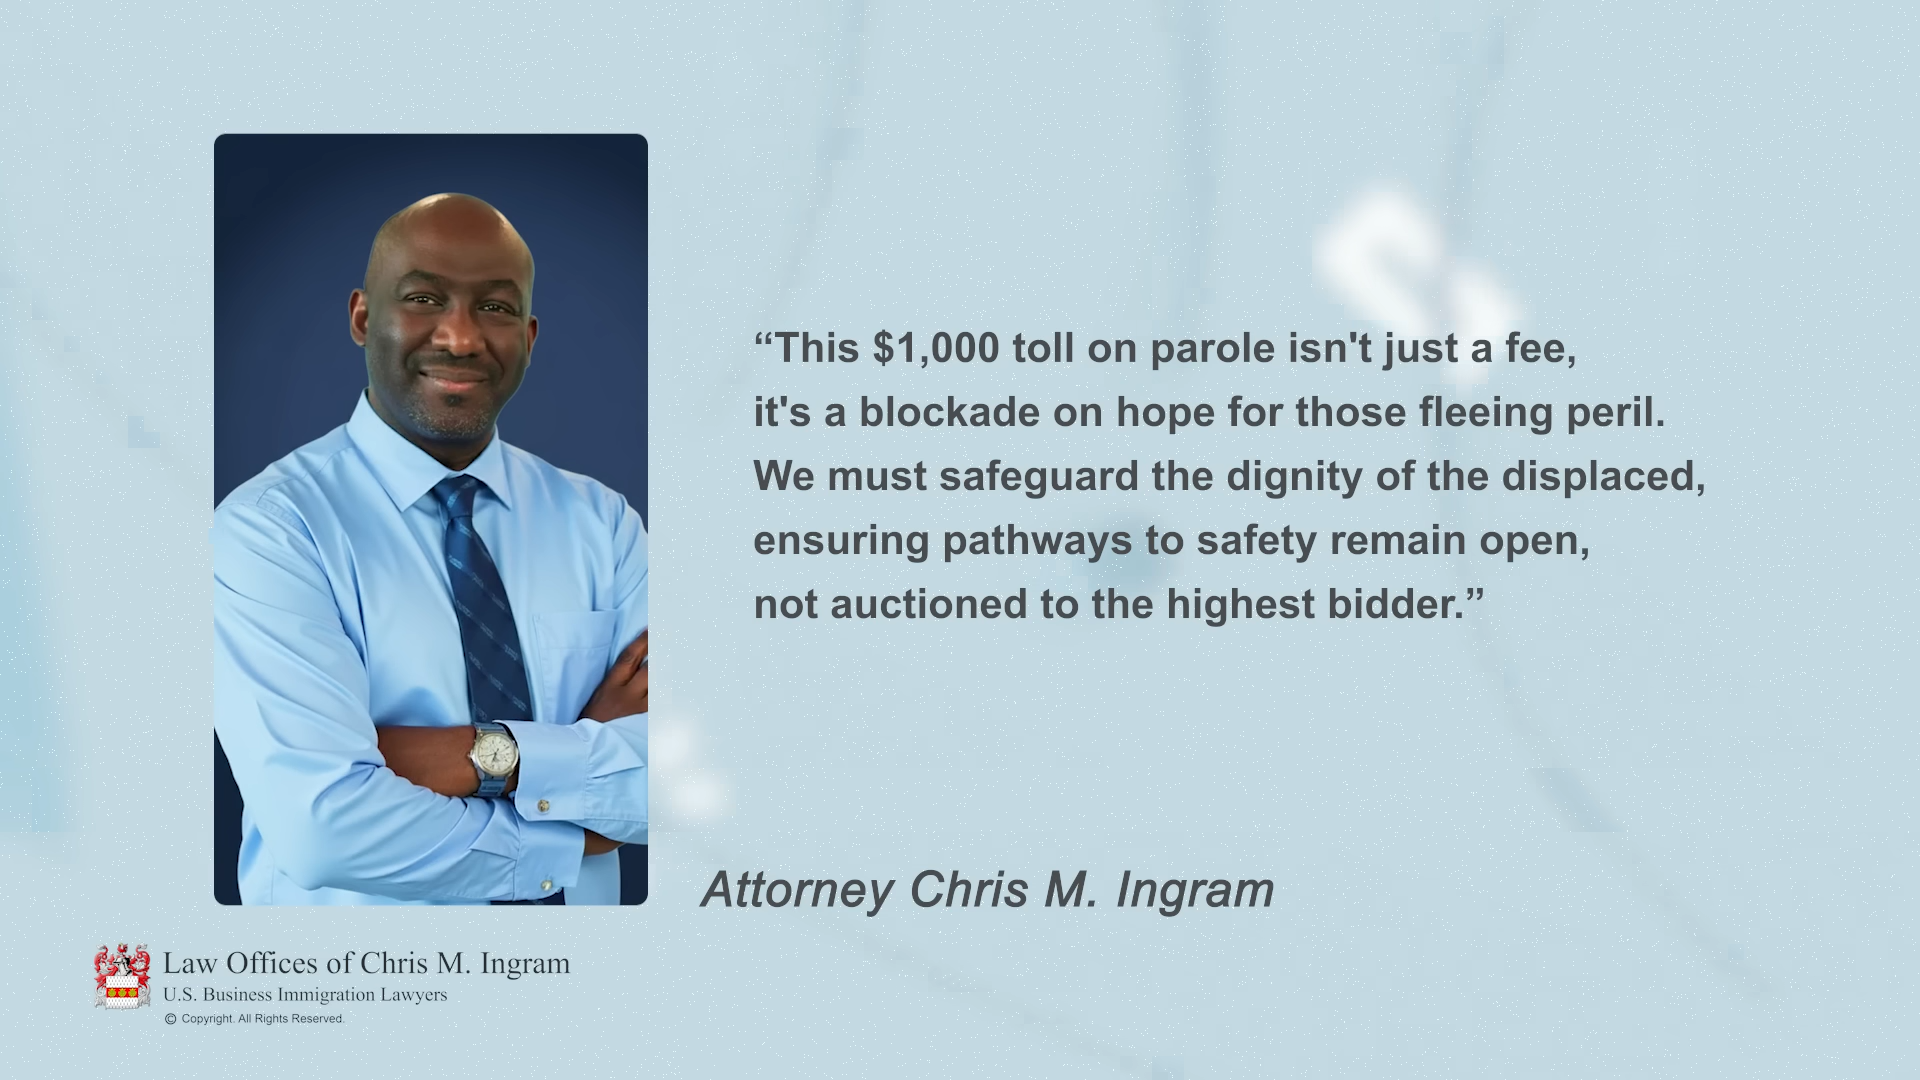 “This $1,000 toll on parole isn't just a fee,
it's a blockade on hope for those fleeing peril.
We must safeguard the dignity of the displaced,
ensuring pathways to safety remain open,
not auctioned to the highest bidder.”
Attorney Chris M. Ingram
Law Offices of Chris M. Ingram
U.S. Business Immigration Lawyers
© Copyright. All Rights Reserved.